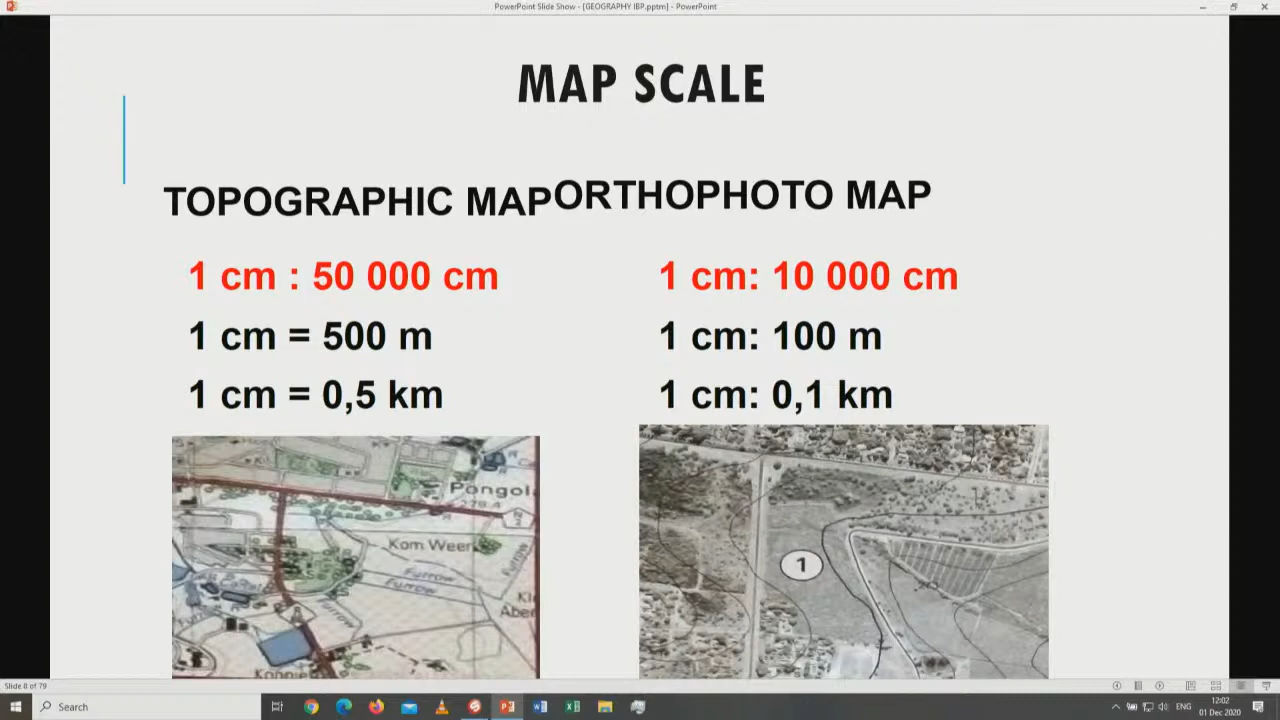 PowerPoint Slide Show - [GEOGRAPHY IBP.pptm] - PowerPoint
MAP SCALE
TOPOGRAPHIC MAP
1 cm : 50 000 cm
1 cm = 500 m
1 cm = 0,5 km
ORTHOPHOTO MAP
1 cm: 10 000 cm
1 cm: 100 m
1 cm: 0,1 km
Pongol
Kom Weer
Furrow
Furrow
Furrow
1
Slide 8 of 79
Search
ENG
12:02
01 Dec 2020